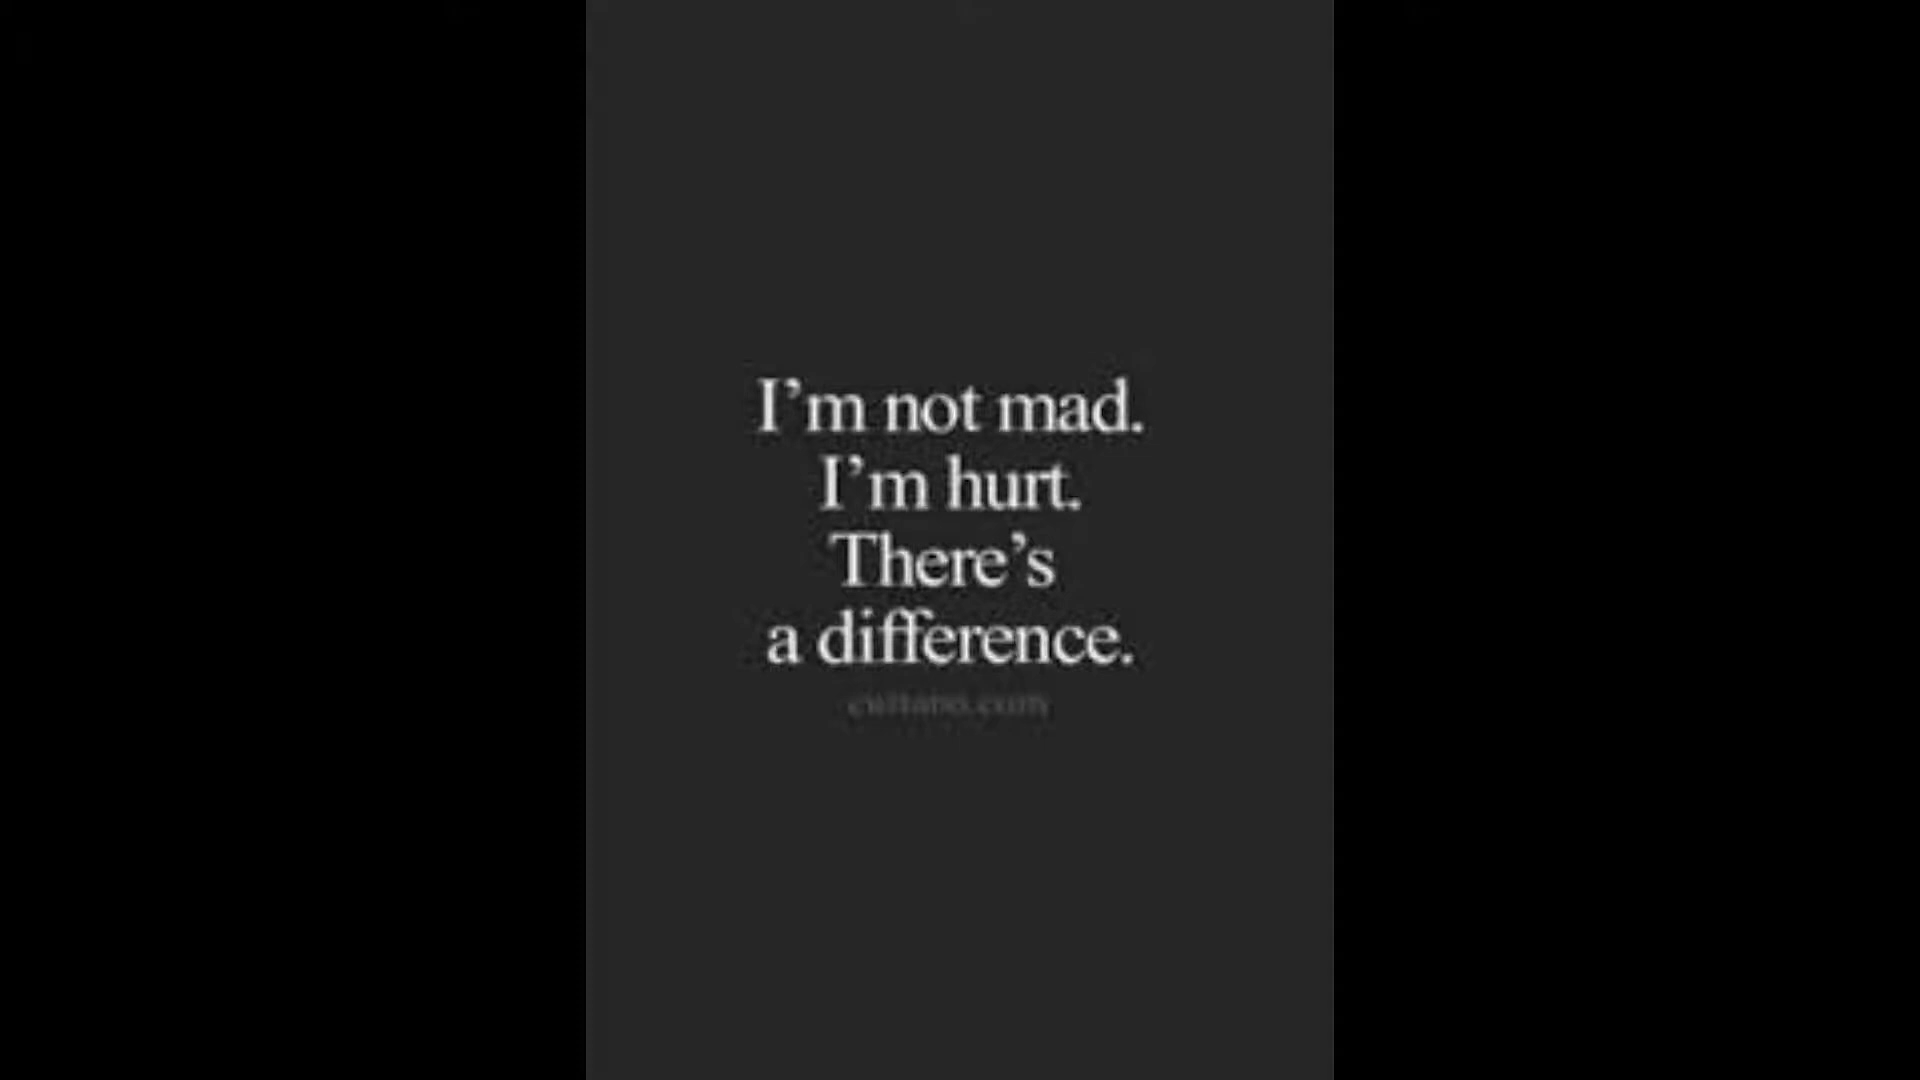 I’m not mad.
I’m hurt.
There’s
a difference.